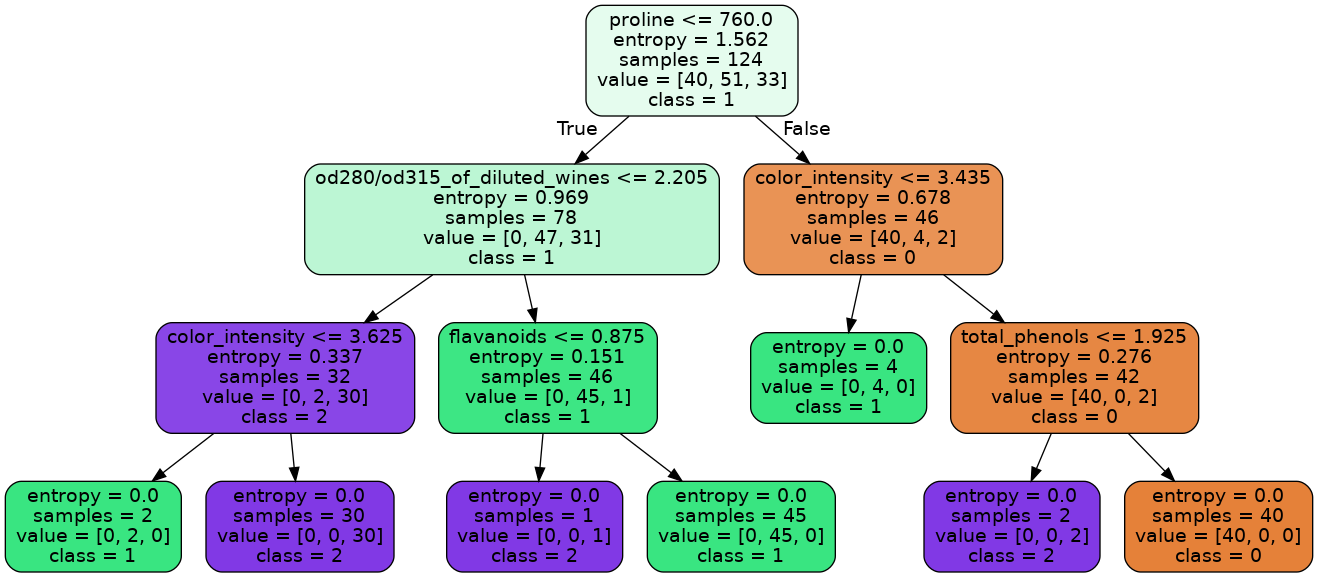 proline <= 760.0
entropy = 1.562
samples = 124
value = [40, 51, 33]
class = 1
True
False
od280/od315_of_diluted_wines <= 2.205
entropy = 0.969
samples = 78
value = [0, 47, 31]
class = 1
color_intensity <= 3.435
entropy = 0.678
samples = 46
value = [40, 4, 2]
class = 0
color_intensity <= 3.625
entropy = 0.337
samples = 32
value = [0, 2, 30]
class = 2
flavanoids <= 0.875
entropy = 0.151
samples = 46
value = [0, 45, 1]
class = 1
entropy = 0.0
samples = 4
value = [0, 4, 0]
class = 1
total_phenols <= 1.925
entropy = 0.276
samples = 42
value = [40, 0, 2]
class = 0
entropy = 0.0
samples = 2
value = [0, 2, 0]
class = 1
entropy = 0.0
samples = 30
value = [0, 0, 30]
class = 2
entropy = 0.0
samples = 1
value = [0, 0, 1]
class = 2
entropy = 0.0
samples = 45
value = [0, 45, 0]
class = 1
entropy = 0.0
samples = 2
value = [0, 0, 2]
class = 2
entropy = 0.0
samples = 40
value = [40, 0, 0]
class = 0